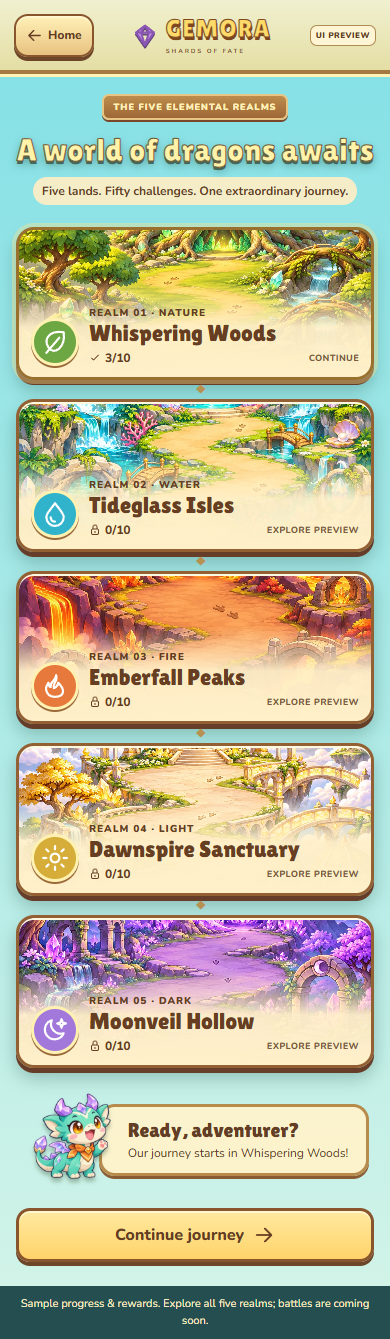 Home
GEMORA
SHARDS OF FATE
UI PREVIEW
THE FIVE ELEMENTAL REALMS
A world of dragons awaits
Five lands. Fifty challenges. One extraordinary journey.
REALM 01 · NATURE
Whispering Woods
3/10
CONTINUE
REALM 02 · WATER
Tideglass Isles
0/10
EXPLORE PREVIEW
REALM 03 · FIRE
Emberfall Peaks
0/10
EXPLORE PREVIEW
REALM 04 · LIGHT
Dawnspire Sanctuary
0/10
EXPLORE PREVIEW
REALM 05 · DARK
Moonveil Hollow
0/10
EXPLORE PREVIEW
Ready, adventurer?
Our journey starts in Whispering Woods!
Continue journey
Sample progress & rewards. Explore all five realms; battles are coming
soon.